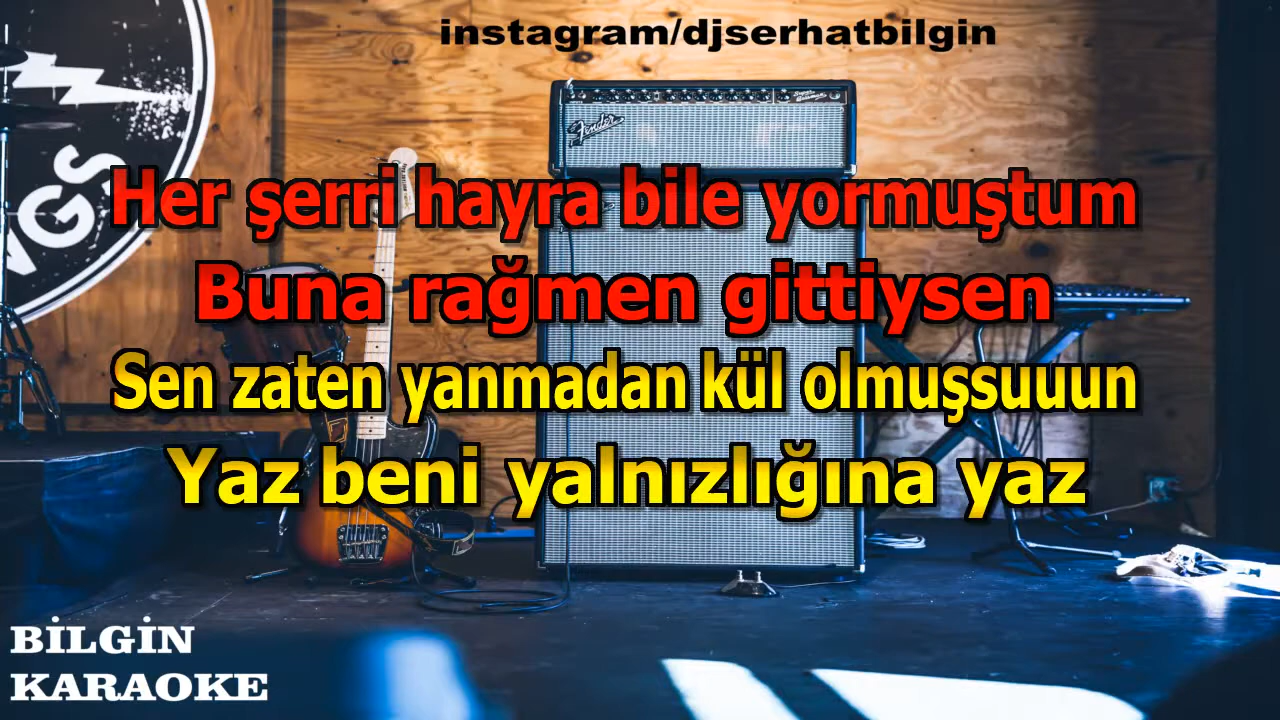 instagram/djserhatbilgin
Fender
Her şerri hayra bile yormuştum
Buna rağmen gittiysen
Sen zaten yanmadan kül olmuşsuuun
Yaz beni yalnızlığına yaz
BİLGİN
KARAOKE